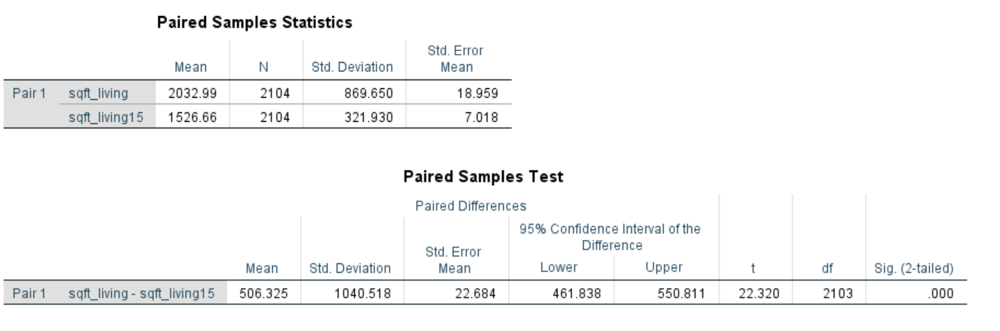 Paired Samples Statistics
Mean N Std. Deviation Std. Error Mean
Pair 1 sqft_living 2032.99 2104 869.650 18.959
sqft_living15 1526.66 2104 321.930 7.018
Paired Samples Test
Paired Differences
95% Confidence Interval of the Difference
Mean Std. Deviation Std. Error Mean Lower Upper t df Sig. (2-tailed)
Pair 1 sqft_living - sqft_living15 506.325 1040.518 22.684 461.838 550.811 22.320 2103 .000